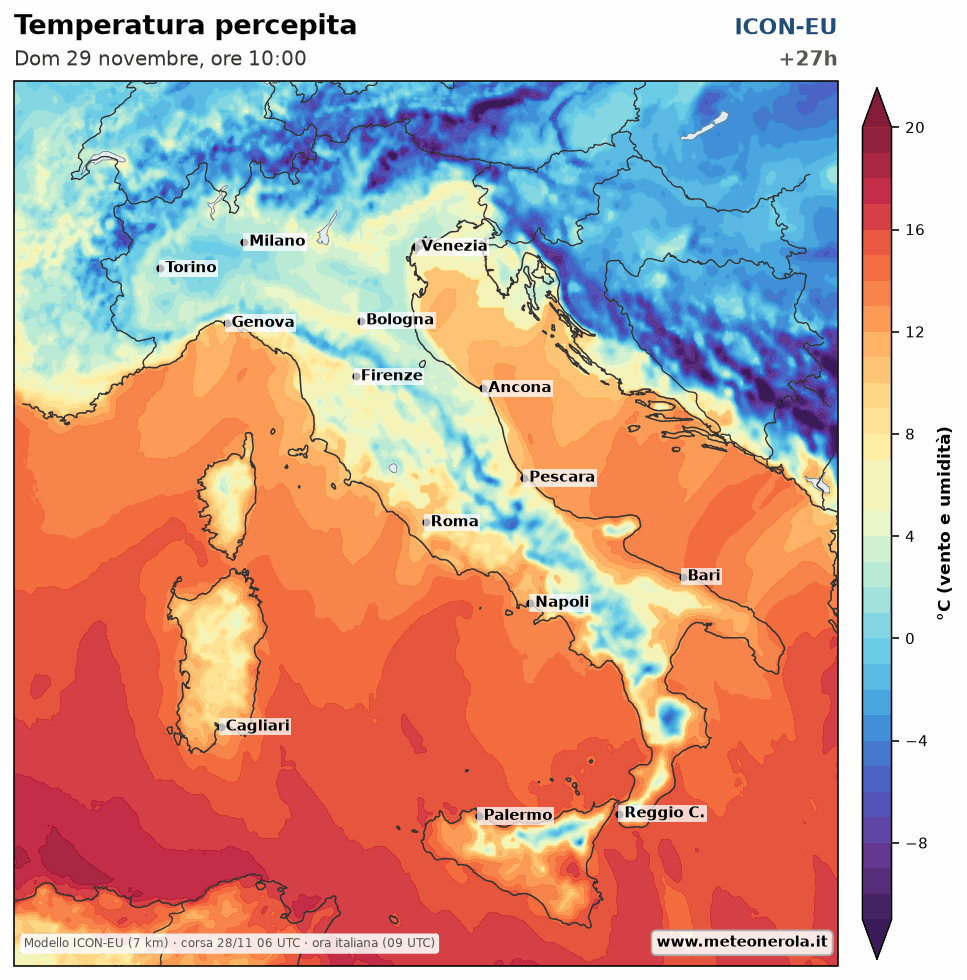 Temperatura percepita
ICON-EU
Dom 29 novembre, ore 10:00
+27h
Milano
Venezia
Torino
Genova
Bologna
Firenze
Ancona
Pescara
Roma
Bari
Napoli
Cagliari
Palermo
Reggio C.
20
16
12
8
4
0
−4
−8
°C (vento e umidità)
Modello ICON-EU (7 km) · corsa 28/11 06 UTC · ora italiana (09 UTC)
www.meteonerola.it